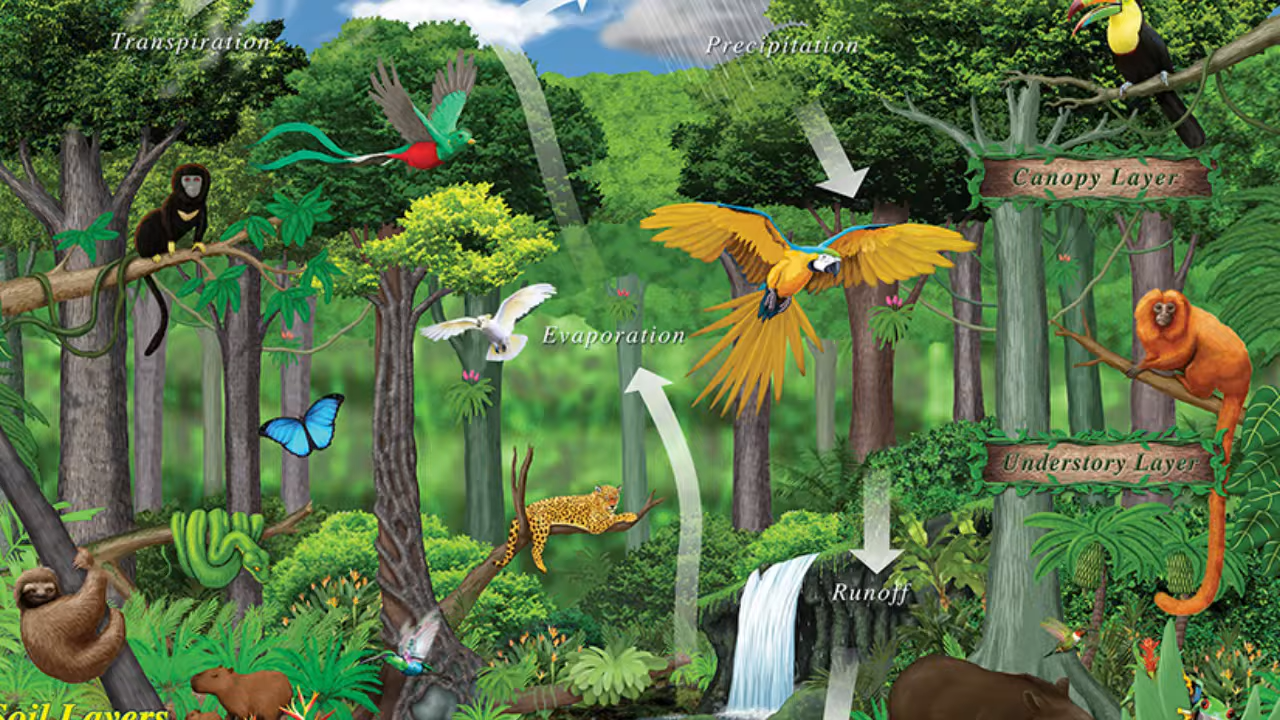 Transpiration
Precipitation
Canopy Layer
Evaporation
Understory Layer
Runoff
Soil Layers